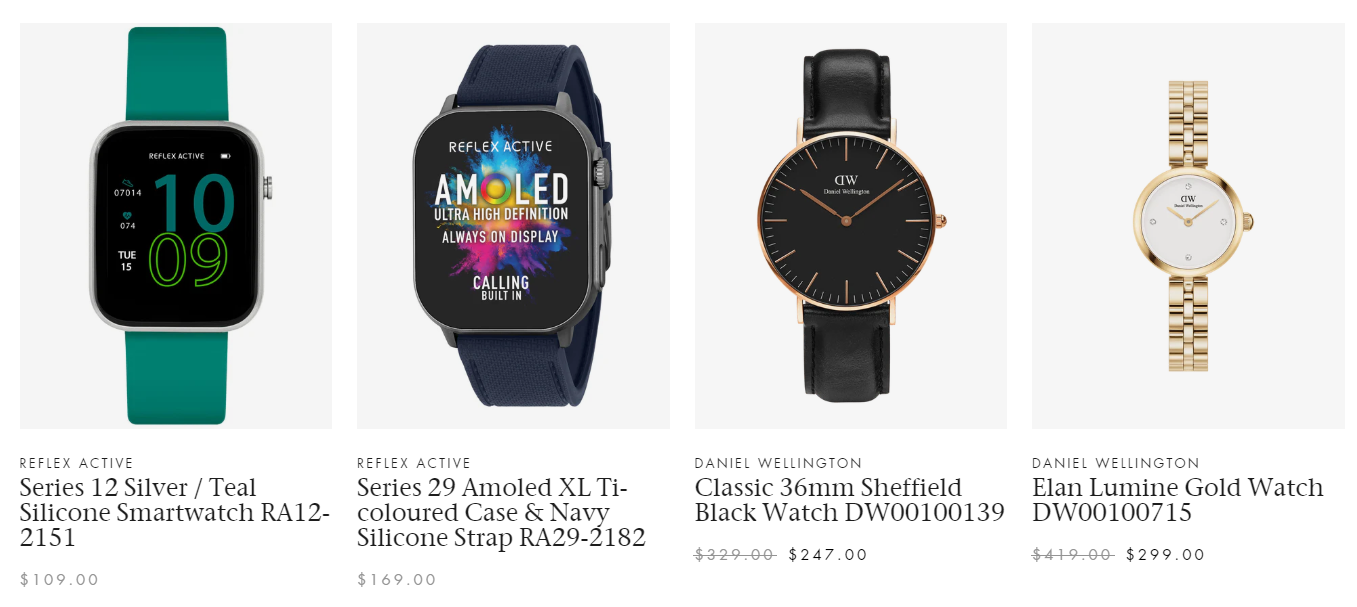 REFLEX ACTIVE
07014
10
074
TUE
15
09
REFLEX ACTIVE
Series 12 Silver / Teal
Silicone Smartwatch RA12-
2151
$109.00
REFLEX ACTIVE
AMOLED
ULTRA HIGH DEFINITION
ALWAYS ON DISPLAY
CALLING
BUILT IN
REFLEX ACTIVE
Series 29 Amoled XL Ti-
coloured Case & Navy
Silicone Strap RA29-2182
$169.00
DW
Daniel Wellington
DANIEL WELLINGTON
Classic 36mm Sheffield
Black Watch DW00100139
$329.00 $247.00
DW
Daniel Wellington
DANIEL WELLINGTON
Elan Lumine Gold Watch
DW00100715
$419.00 $299.00